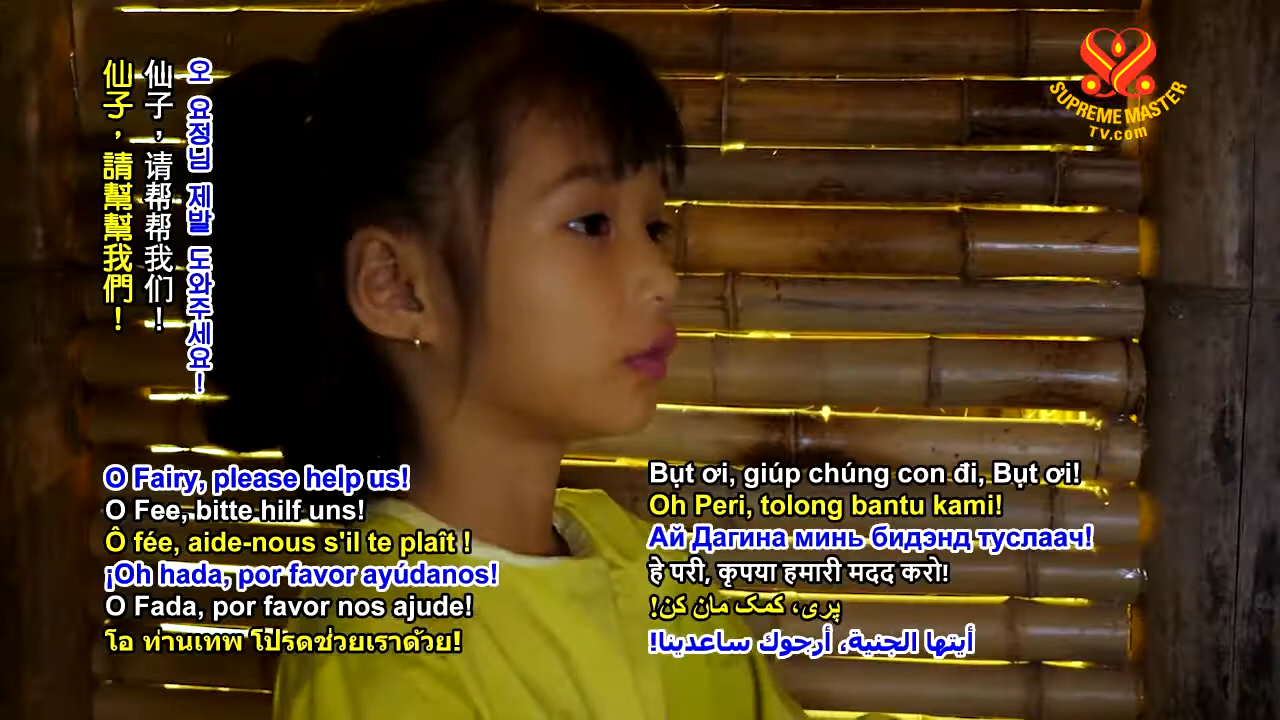 仙子，請幫幫我們！
仙子，请帮帮我们！
오 요정님 제발 도와주세요!
SUPREME MASTER
TV.com
O Fairy, please help us!
O Fee, bitte hilf uns!
Ô fée, aide-nous s'il te plaît !
¡Oh hada, por favor ayúdanos!
O Fada, por favor nos ajude!
โอ ท่านเทพ โปรดช่วยเราด้วย!
Bụt ơi, giúp chúng con đi, Bụt ơi!
Oh Peri, tolong bantu kami!
Ай Дагина минь бидэнд туслаач!
हे परी, कृपया हमारी मदद करो!
پری، کمک مان کن!
أيتها الجنية، أرجوك ساعدينا!